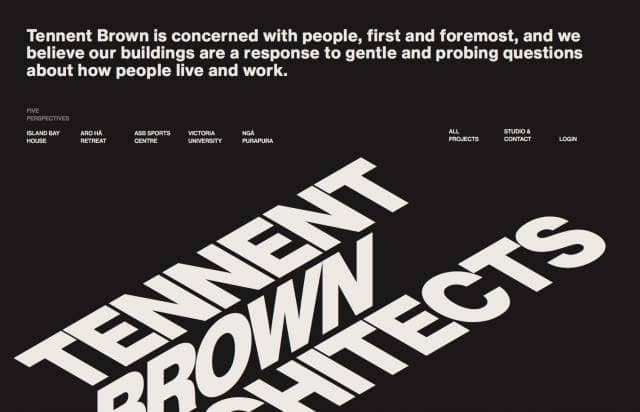 Tennent Brown is concerned with people, first and foremost, and we
believe our buildings are a response to gentle and probing questions
about how people live and work.
FIVE
PERSPECTIVES
ISLAND BAY
HOUSE
ARO HĀ
RETREAT
ASB SPORTS
CENTRE
VICTORIA
UNIVERSITY
NGĀ
PURAPURA
ALL
PROJECTS
STUDIO &
CONTACT
LOGIN
TENNENT
BROWN
CHITECTS